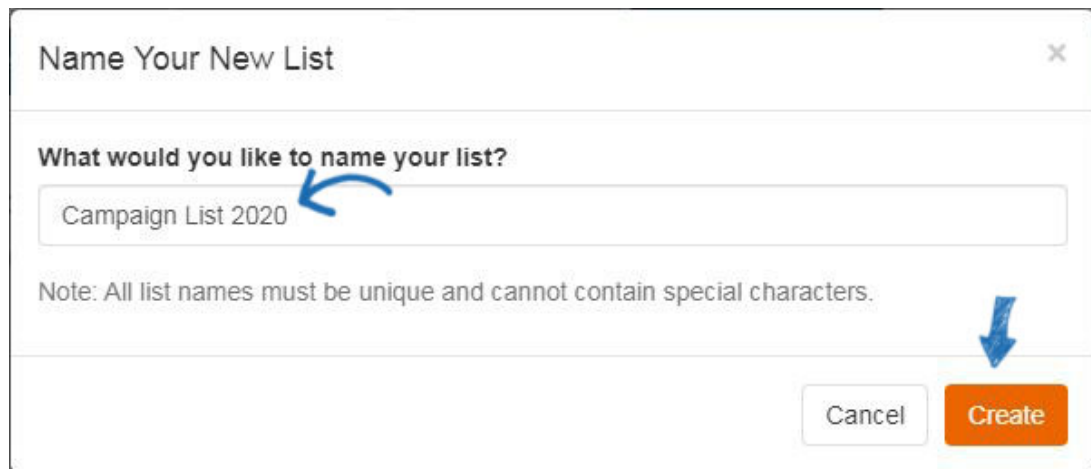 Name Your New List
×
What would you like to name your list?
Campaign List 2020
Note: All list names must be unique and cannot contain special characters.
Cancel Create